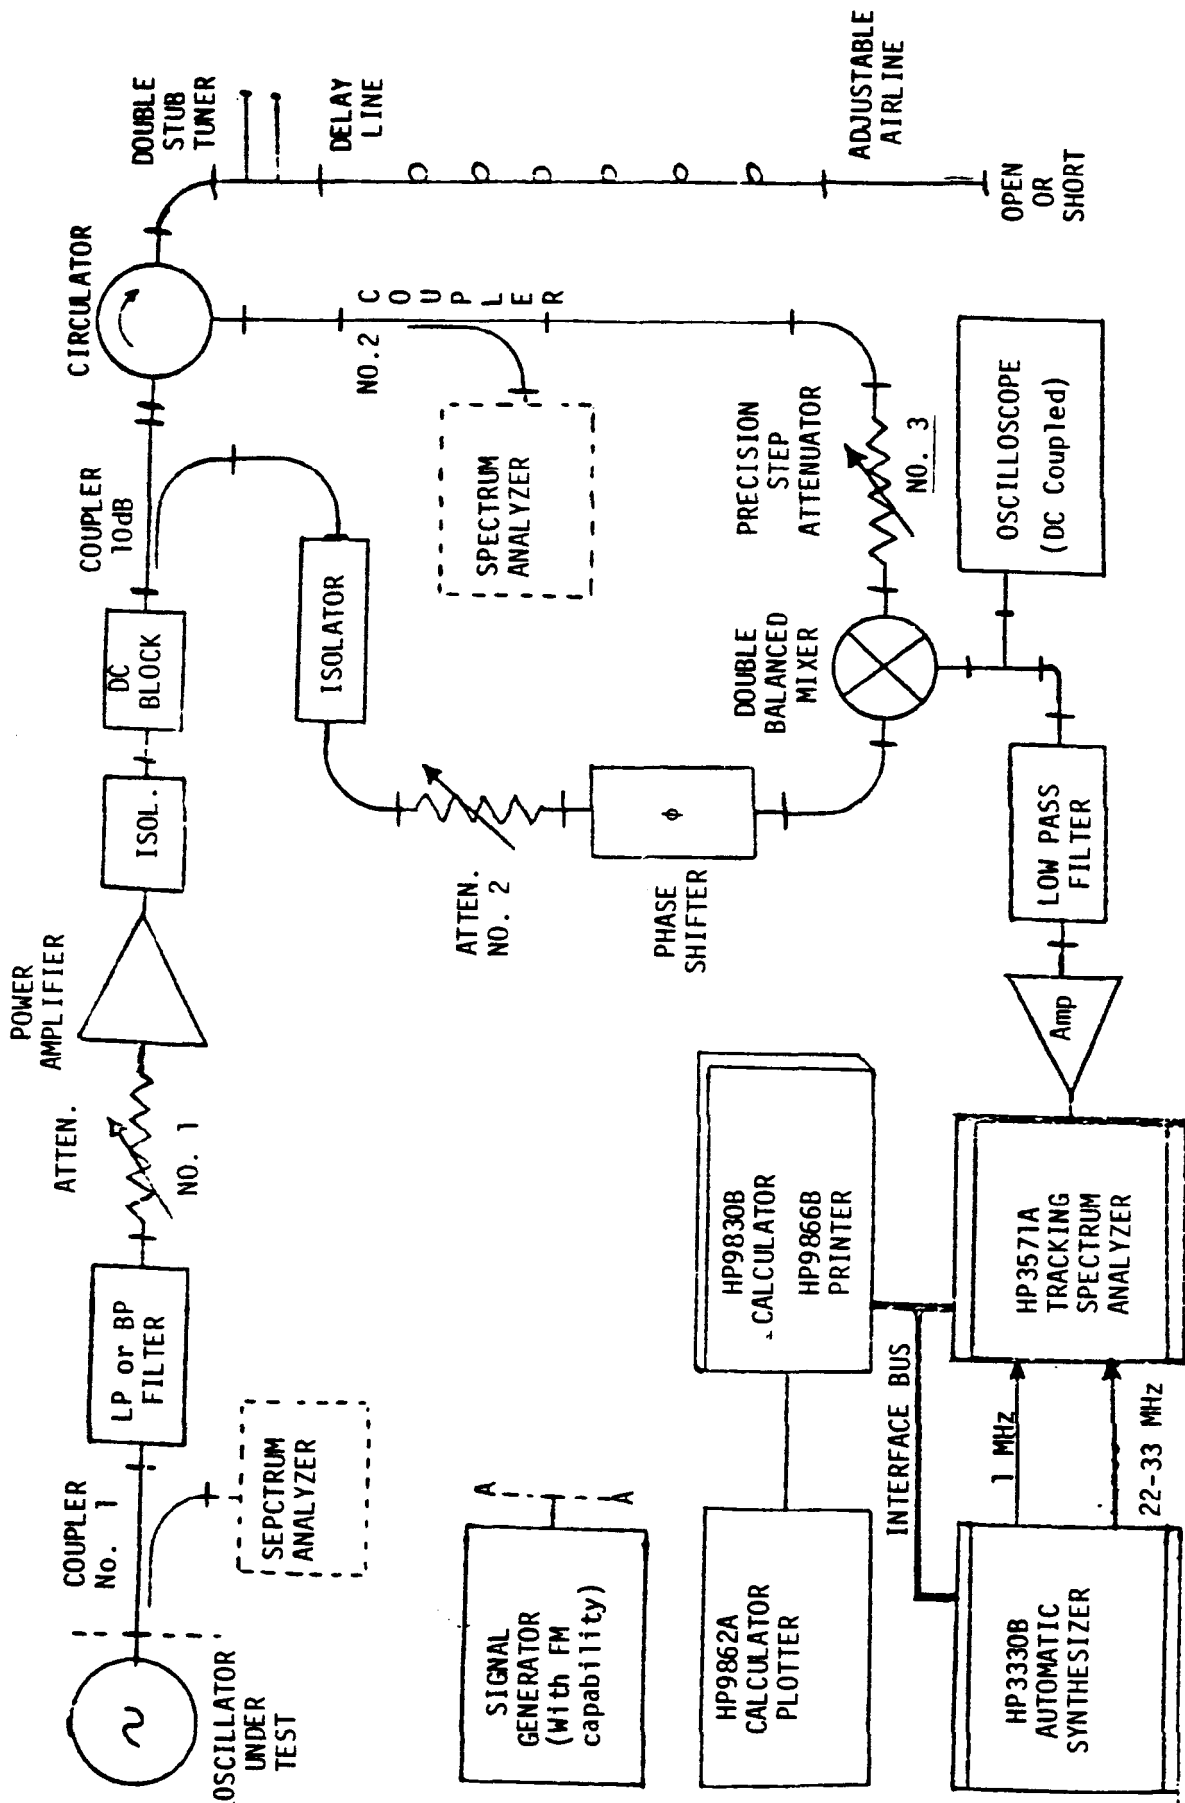 OSCILLATOR
UNDER
TEST
COUPLER
No. 1
SEPCTRUM
ANALYZER
LP or BP
FILTER
ATTEN.
NO. 1
POWER
AMPLIFIER
ISOL.
DC
BLOCK
COUPLER
10dB
CIRCULATOR
DOUBLE
STUB
TUNER
DELAY
LINE
ADJUSTABLE
AIRLINE
OPEN
OR
SHORT
COUPLER
NO.2
SPECTRUM
ANALYZER
ISOLATOR
ATTEN.
NO. 2
PHASE
SHIFTER
ϕ
DOUBLE
BALANCED
MIXER
PRECISION
STEP
ATTENUATOR
NO. 3
OSCILLOSCOPE
(DC Coupled)
LOW PASS
FILTER
Amp
SIGNAL
GENERATOR
(With FM
capability)
A
A
HP9862A
CALCULATOR
PLOTTER
HP9830B
CALCULATOR
HP9866B
PRINTER
INTERFACE BUS
HP3330B
AUTOMATIC
SYNTHESIZER
1 MHz
22-33 MHz
HP3571A
TRACKING
SPECTRUM
ANALYZER